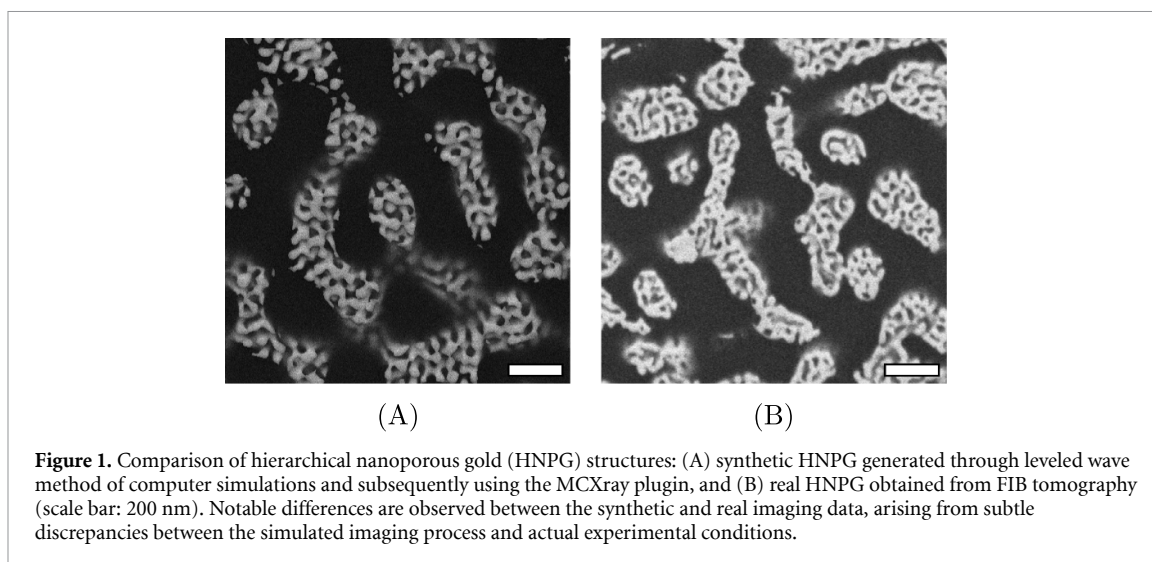 (A)
(B)
Figure 1. Comparison of hierarchical nanoporous gold (HNPG) structures: (A) synthetic HNPG generated through leveled wave
method of computer simulations and subsequently using the MCXray plugin, and (B) real HNPG obtained from FIB tomography
(scale bar: 200 nm). Notable differences are observed between the synthetic and real imaging data, arising from subtle
discrepancies between the simulated imaging process and actual experimental conditions.